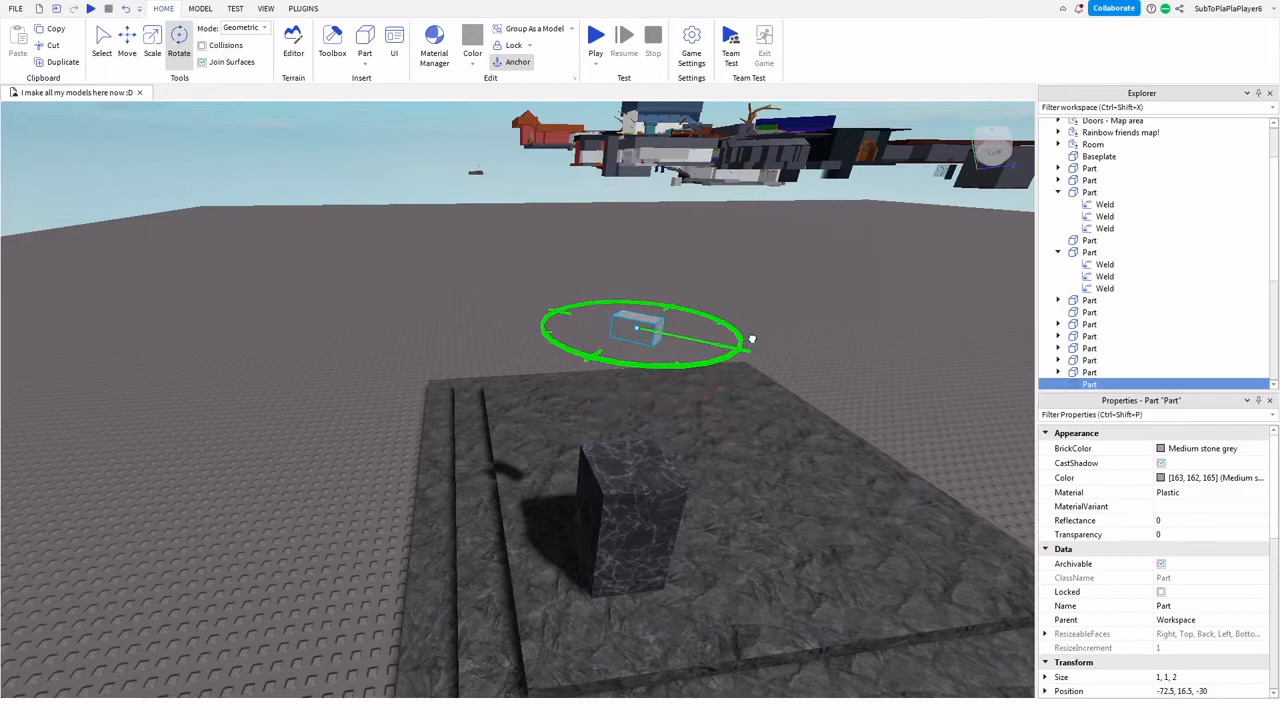 FILE HOME MODEL TEST VIEW PLUGINS Collaborate SubToPlaPlaPlayer6
Paste Copy Cut Duplicate Clipboard
Select Move Scale Rotate Mode: Geometric Collisions Join Surfaces Tools
Editor Terrain
Toolbox Part UI Insert
Material Manager Color Group As a Model Lock Anchor Edit
Play Resume Stop Test
Game Settings Settings
Team Test Exit Game Team Test
I make all my models here now :D
Left
Explorer
Filter workspace (Ctrl+Shift+X)
Doors - Map area
Rainbow friends map!
Room
Baseplate
Part
Part
Part
Weld
Weld
Weld
Part
Part
Weld
Weld
Weld
Part
Part
Part
Part
Part
Part
Part
Part
Properties - Part "Part"
Filter Properties (Ctrl+Shift+P)
Appearance
BrickColor Medium stone grey
CastShadow
Color [163, 162, 165] (Medium s...
Material Plastic
MaterialVariant
Reflectance 0
Transparency 0
Data
Archivable
ClassName Part
Locked
Name Part
Parent Workspace
ResizeableFaces Right, Top, Back, Left, Botto...
ResizeIncrement 1
Transform
Size 1, 1, 2
Position -72.5, 16.5, -30